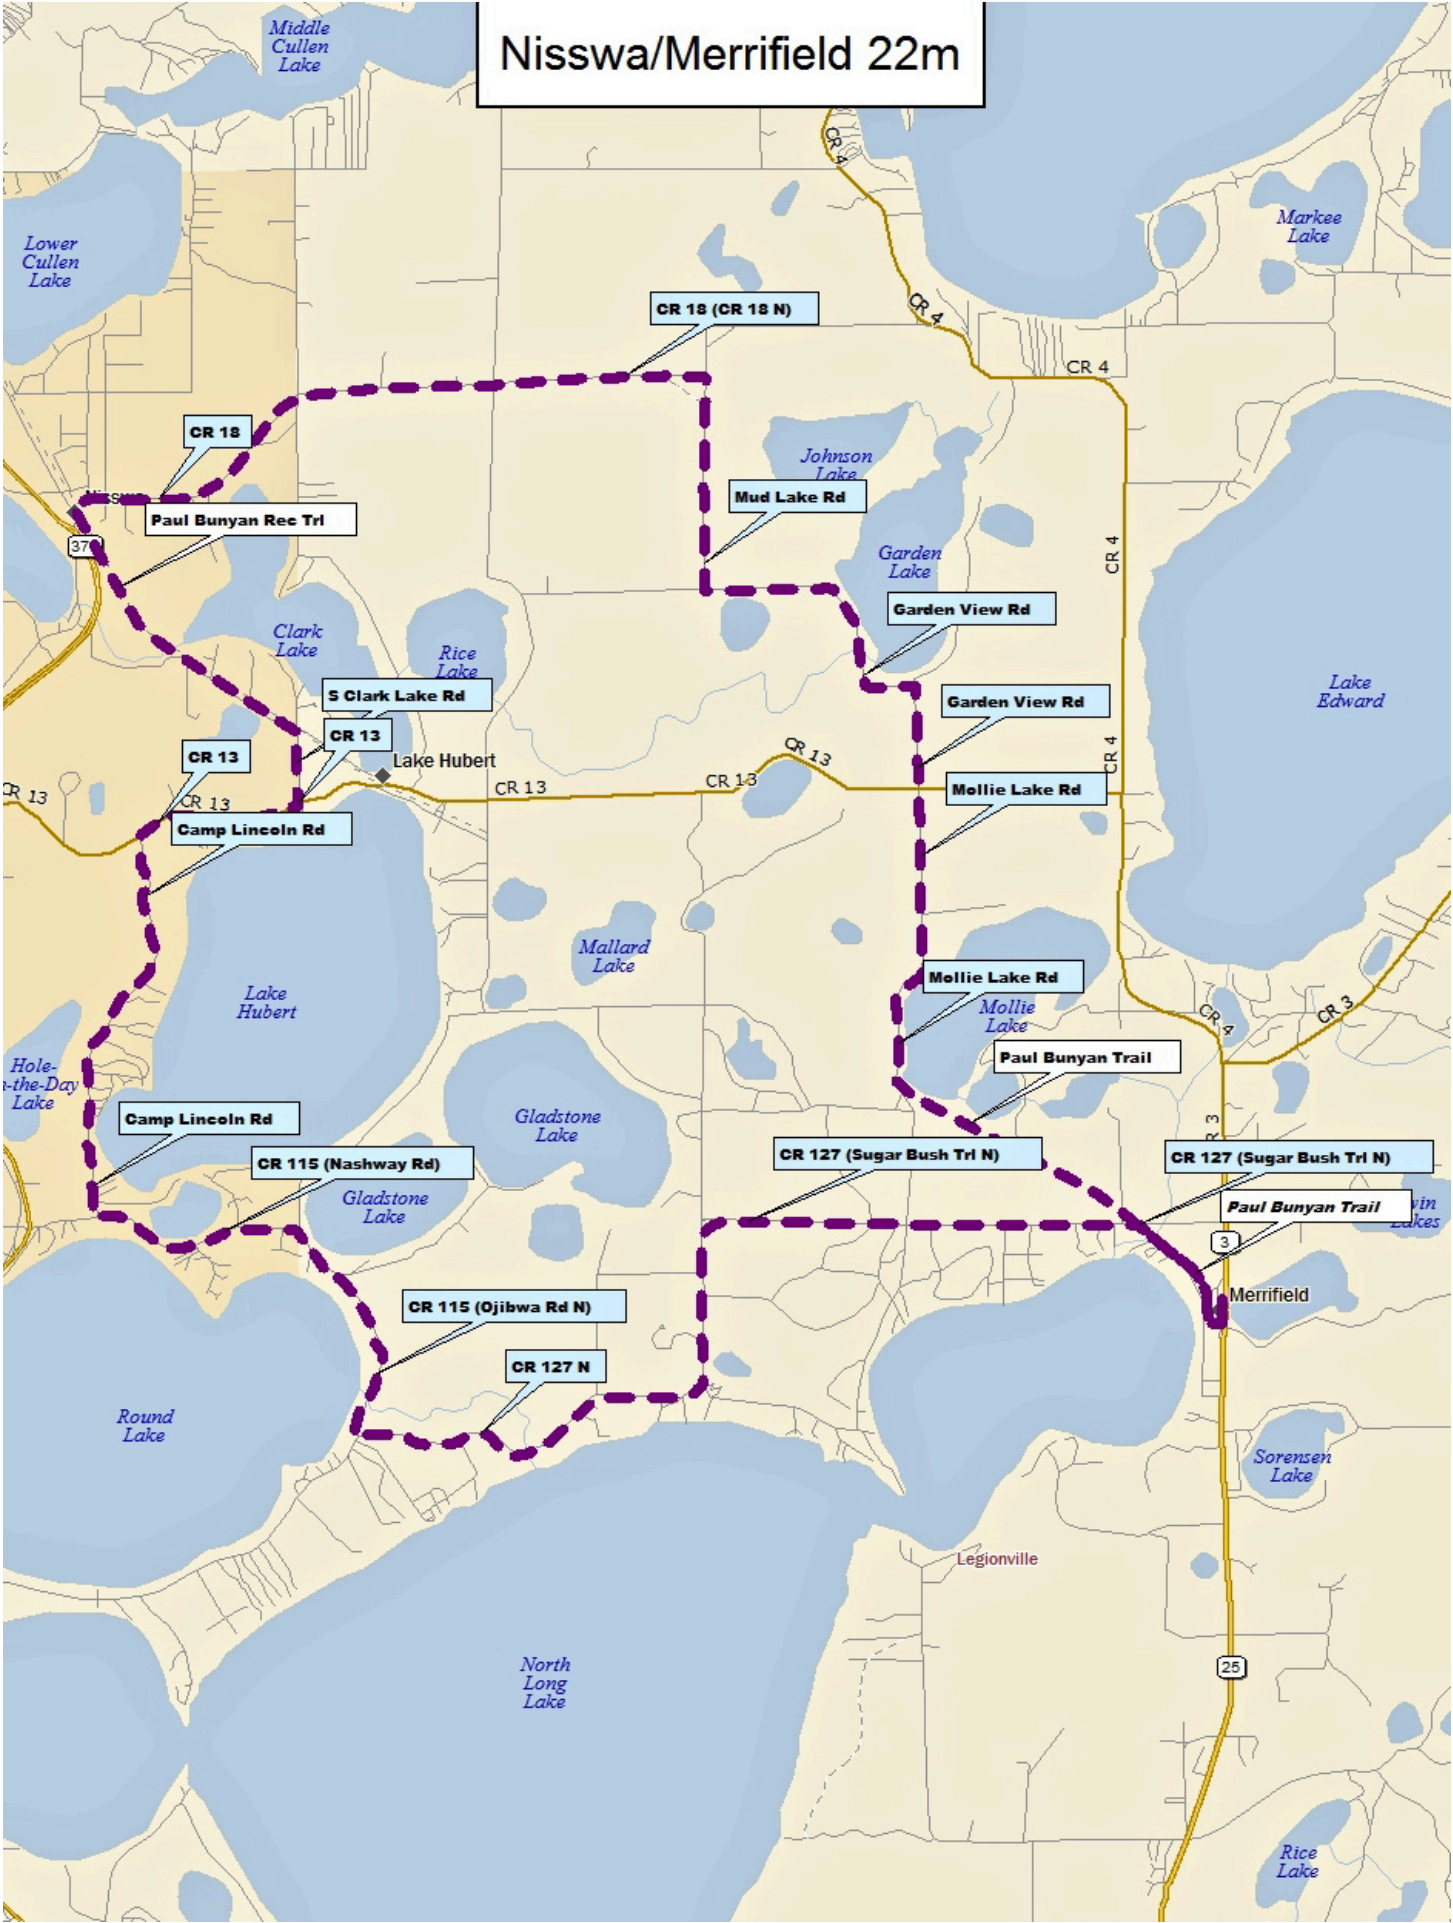 Nisswa/Merrifield 22m
Middle
Cullen
Lake
CR 4
Markee
Lake
Lower
Cullen
Lake
CR 18 (CR 18 N)
CR 4
CR 4
CR 18
Johnson
Lake
Mud Lake Rd
Paul Bunyan Rec Trl
Garden
Lake
CR 4
Garden View Rd
Clark
Lake
Rice
Lake
S Clark Lake Rd
Lake
Edward
Garden View Rd
CR 13
CR 13
Lake Hubert
CR 13
CR 4
CR 13
CR 13
CR 13
CR 13
Mollie Lake Rd
Camp Lincoln Rd
Mallard
Lake
Mollie Lake Rd
Lake
Hubert
Mollie
Lake
CR 4
CR 3
Paul Bunyan Trail
Hole-
-the-Day
Lake
Camp Lincoln Rd
Gladstone
Lake
CR 127 (Sugar Bush Trl N)
CR 127 (Sugar Bush Trl N)
CR 115 (Nashway Rd)
Gladstone
Lake
Paul Bunyan Trail
Lakes
3
Merrifield
CR 115 (Ojibwa Rd N)
CR 127 N
Round
Lake
Sorensen
Lake
Legionville
North
Long
Lake
25
Rice
Lake